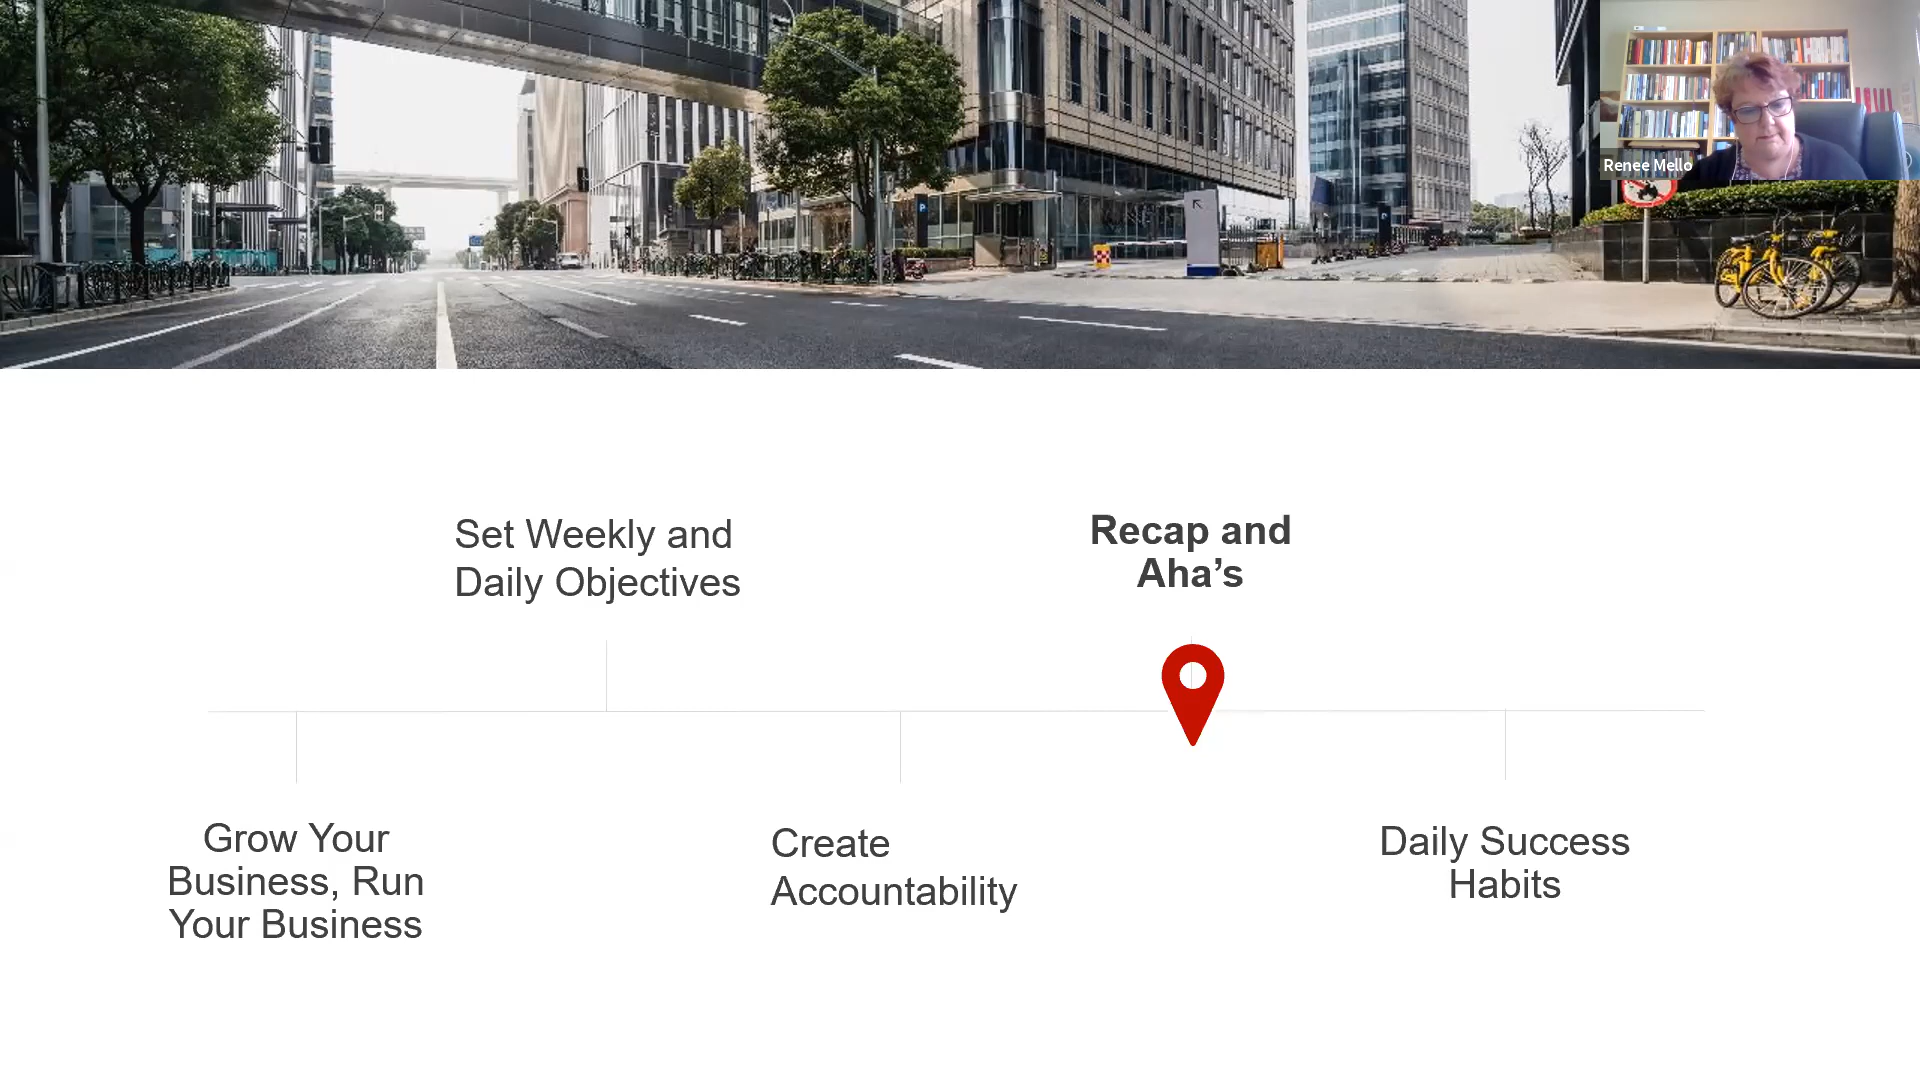 Renee Mello
P
Set Weekly and
Daily Objectives
Recap and
Aha’s
Grow Your
Business, Run
Your Business
Create
Accountability
Daily Success
Habits